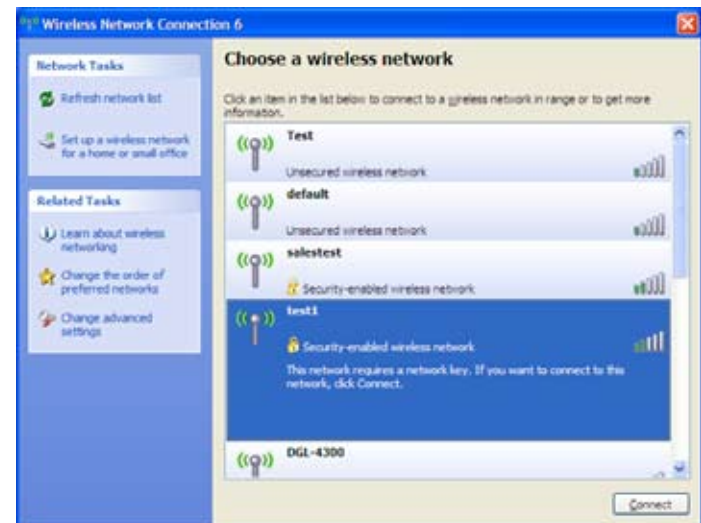 Wireless Network Connection 6
Network Tasks
Refresh network list
Set up a wireless network
for a home or small office
Related Tasks
Learn about wireless
networking
Change the order of
preferred networks
Change advanced
settings
Choose a wireless network
Click an item in the list below to connect to a wireless network in range or to get more
information.
Test
Unsecured wireless network
default
Unsecured wireless network
salestest
Security-enabled wireless network
test1
Security-enabled wireless network
This network requires a network key. If you want to connect to this
network, click Connect.
DGL-4300
Connect